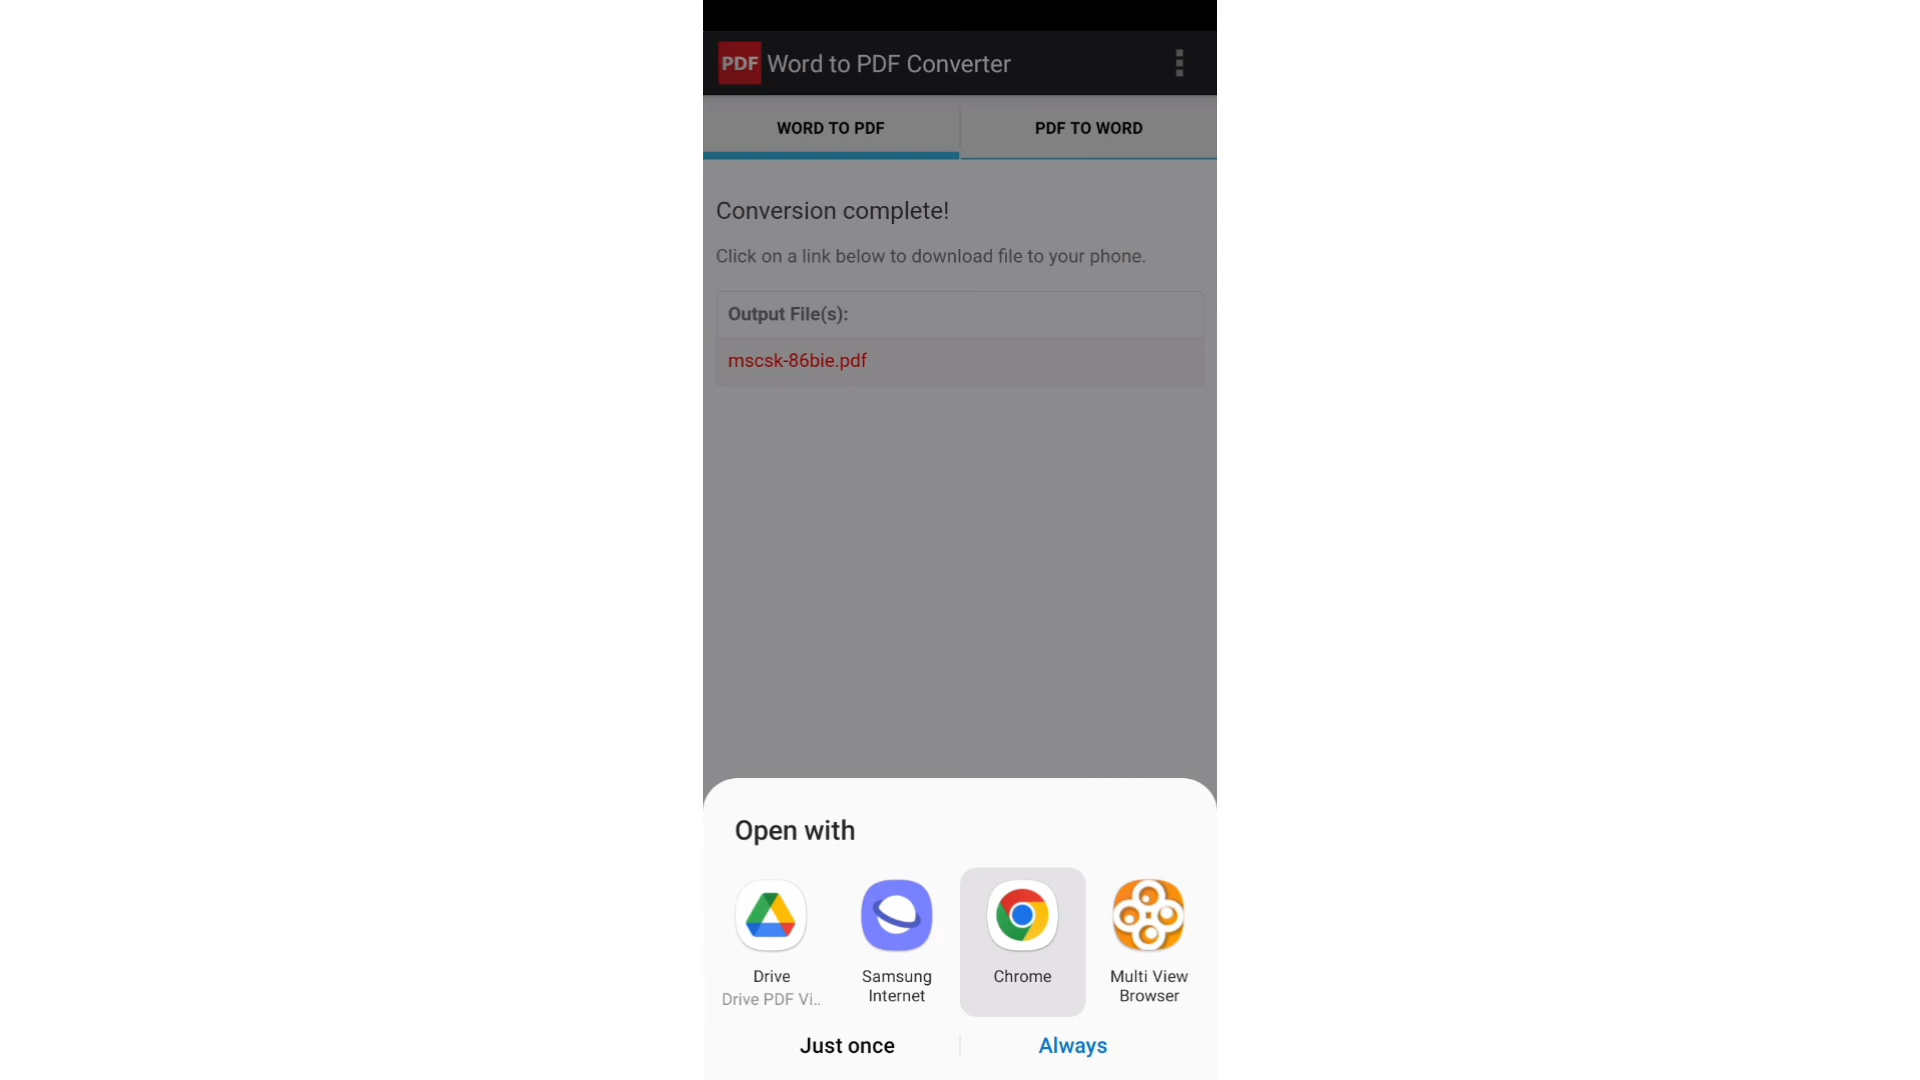 PDF Word to PDF Converter
WORD TO PDF PDF TO WORD
Conversion complete!
Click on a link below to download file to your phone.
Output File(s):
mscsk-86bie.pdf
Open with
Drive Samsung Chrome Multi View
Drive PDF Vi.. Internet Browser
Just once Always